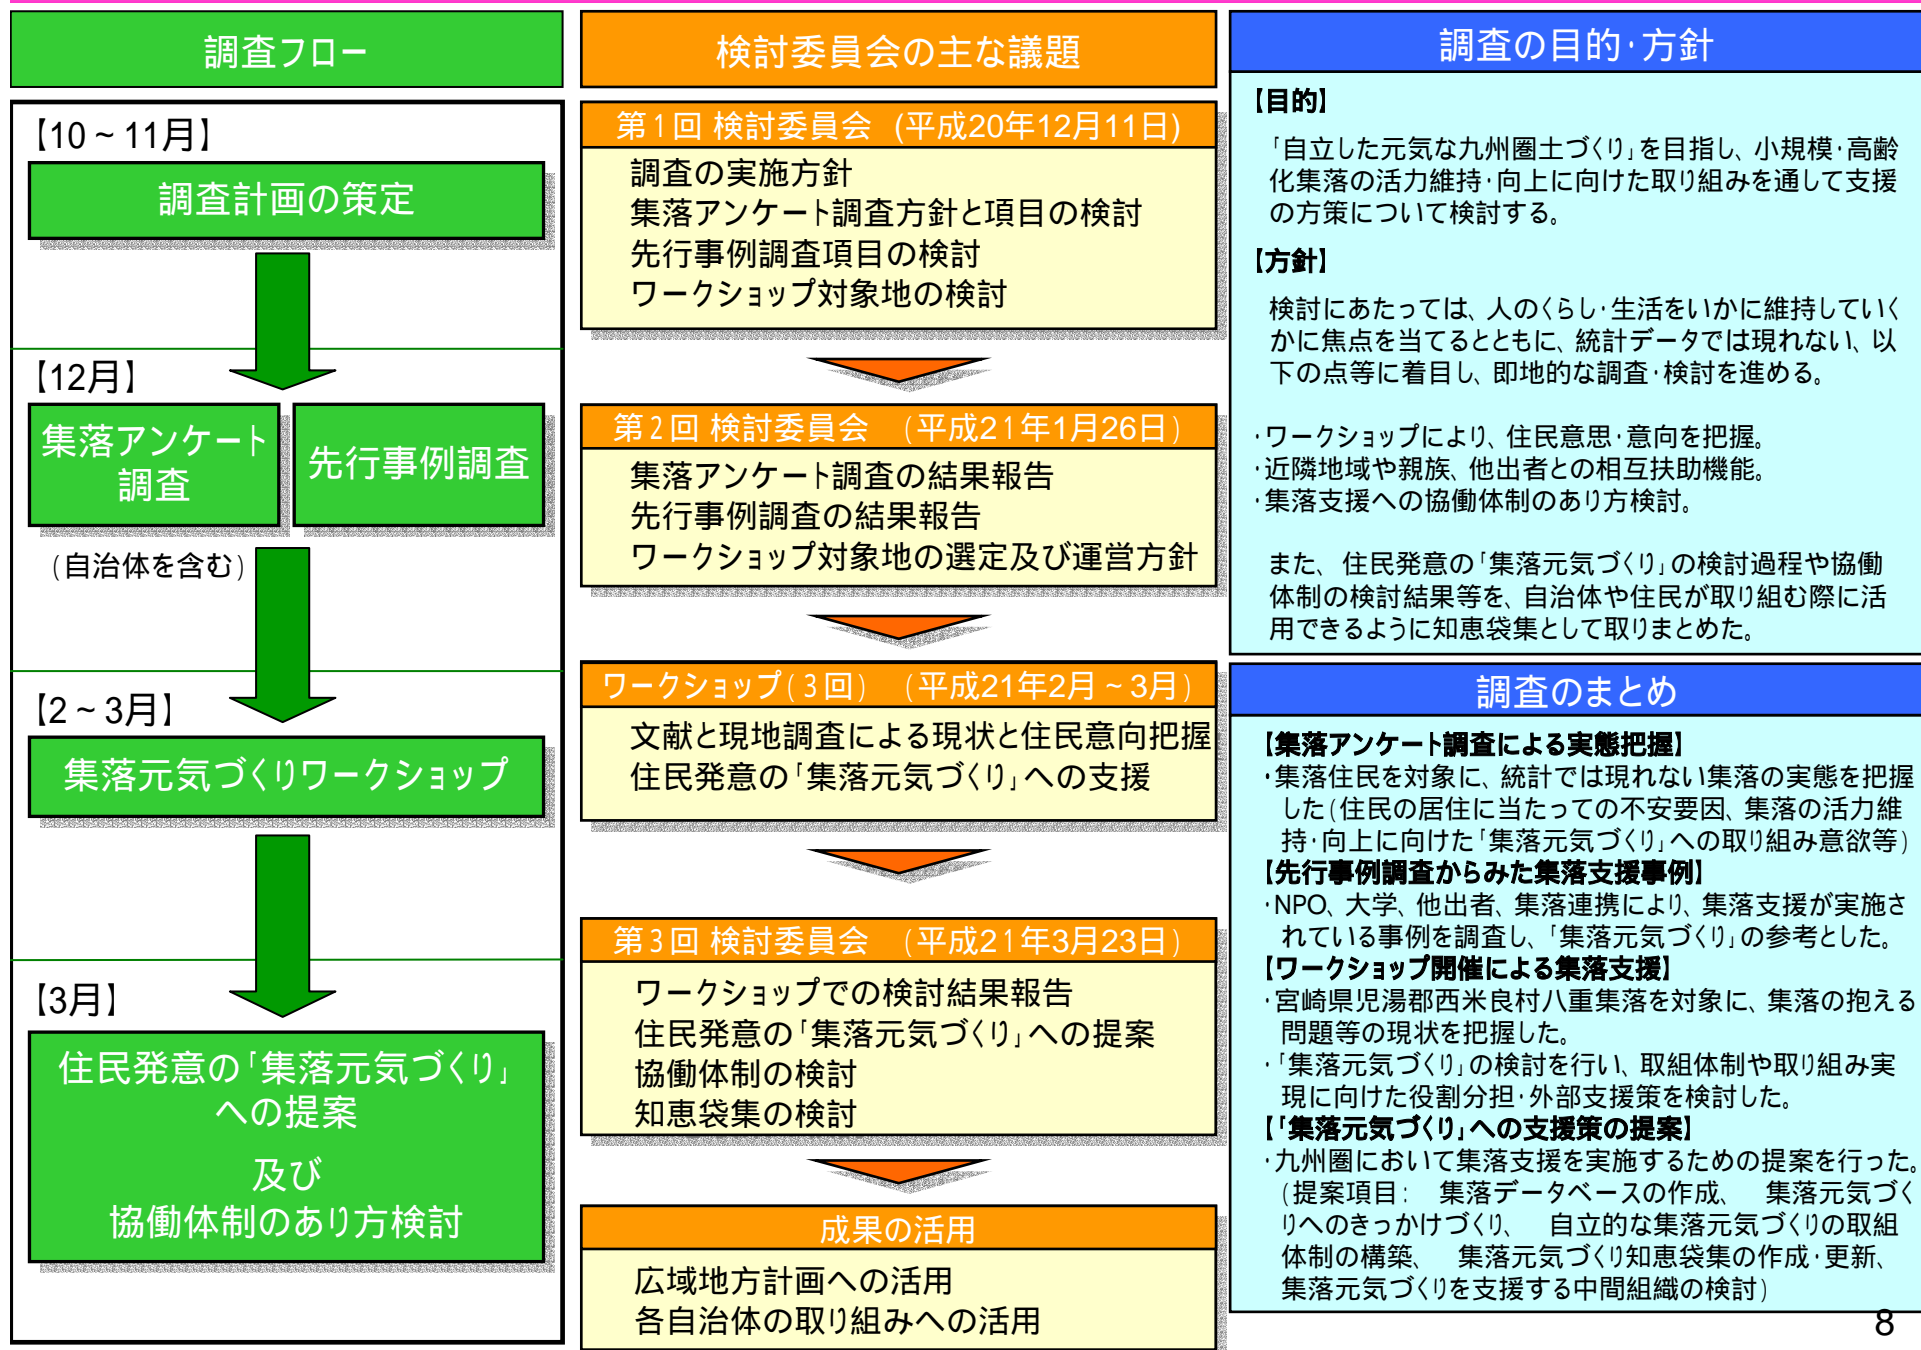 調査フロー
【10~11月】
調査計画の策定
【12月】
集落アンケート
調査
先行事例調査
(自治体を含む)
【2~3月】
集落元気づくりワークショップ
【3月】
住民発意の「集落元気づくり」
への提案
及び
協働体制のあり方検討
検討委員会の主な議題
第1回 検討委員会 (平成20年12月11日)
調査の実施方針
集落アンケート調査方針と項目の検討
先行事例調査項目の検討
ワークショップ対象地の検討
第2回 検討委員会 (平成21年1月26日)
集落アンケート調査の結果報告
先行事例調査の結果報告
ワークショップ対象地の選定及び運営方針
ワークショップ(3回) (平成21年2月~3月)
文献と現地調査による現状と住民意向把握
住民発意の「集落元気づくり」への支援
第3回 検討委員会 (平成21年3月23日)
ワークショップでの検討結果報告
住民発意の「集落元気づくり」への提案
協働体制の検討
知恵袋集の検討
成果の活用
広域地方計画への活用
各自治体の取り組みへの活用
調査の目的・方針
【目的】
「自立した元気な九州圏土づくり」を目指し、小規模・高齢
化集落の活力維持・向上に向けた取り組みを通して支援
の方策について検討する。
【方針】
検討にあたっては、人のくらし・生活をいかに維持していく
かに焦点を当てるとともに、統計データでは現れない、以
下の点等に着目し、即地的な調査・検討を進める。
・ワークショップにより、住民意思・意向を把握。
・近隣地域や親族、他出者との相互扶助機能。
・集落支援への協働体制のあり方検討。
また、住民発意の「集落元気づくり」の検討過程や協働
体制の検討結果等を、自治体や住民が取り組む際に活
用できるように知恵袋集として取りまとめた。
調査のまとめ
【集落アンケート調査による実態把握】
・集落住民を対象に、統計では現れない集落の実態を把握
した(住民の居住に当たっての不安要因、集落の活力維
持・向上に向けた「集落元気づくり」への取り組み意欲等)
【先行事例調査からみた集落支援事例】
・NPO、大学、他出者、集落連携により、集落支援が実施さ
れている事例を調査し、「集落元気づくり」の参考とした。
【ワークショップ開催による集落支援】
・宮崎県児湯郡西米良村八重集落を対象に、集落の抱える
問題等の現状を把握した。
・「集落元気づくり」の検討を行い、取組体制や取り組み実
現に向けた役割分担・外部支援策を検討した。
【「集落元気づくり」への支援策の提案】
・九州圏において集落支援を実施するための提案を行った。
(提案項目: 集落データベースの作成、 集落元気づく
りへのきっかけづくり、 自立的な集落元気づくりの取組
体制の構築、 集落元気づくり知恵袋集の作成・更新、
集落元気づくりを支援する中間組織の検討)
8